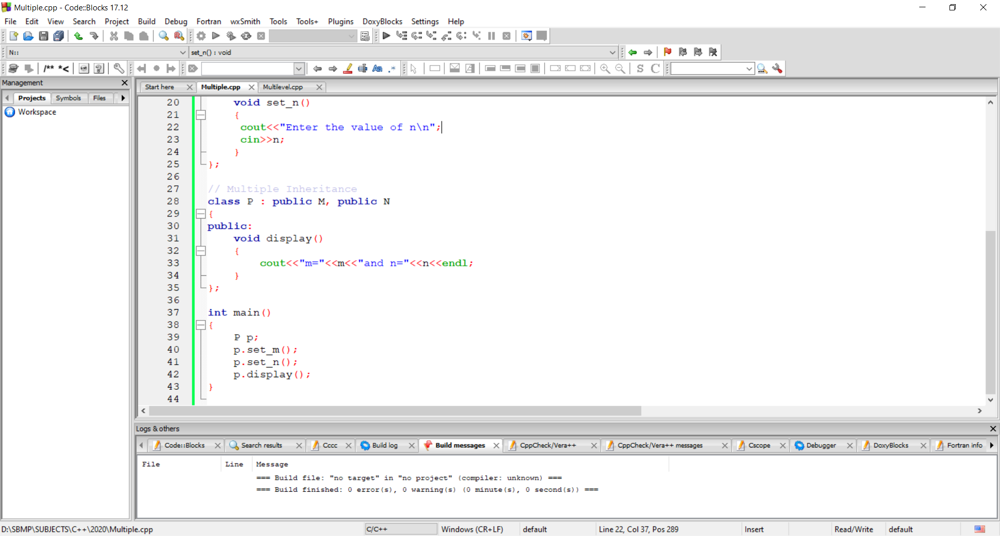 Multiple.cpp - Code::Blocks 17.12
File Edit View Search Project Build Debug Fortran wxSmith Tools Tools+ Plugins DoxyBlocks Settings Help
N:: set_n() : void
/** *< Aa .* S C
Management
Start here Multiple.cpp Multilevel.cpp
Projects Symbols Files
Workspace
20 void set_n()
21 {
22 cout<<"Enter the value of n\n";
23 cin>>n;
24 }
25 };
26
27 // Multiple Inheritance
28 class P : public M, public N
29 {
30 public:
31 void display()
32 {
33 cout<<"m="<<m<<"and n="<<n<<endl;
34 }
35 };
36
37 int main()
38 {
39 P p;
40 p.set_m();
41 p.set_n();
42 p.display();
43 }
44
Logs & others
Code::Blocks Search results Cccc Build log Build messages CppCheck/Vera++ CppCheck/Vera++ messages Cscope Debugger DoxyBlocks Fortran info
File Line Message
=== Build file: "no target" in "no project" (compiler: unknown) ===
=== Build finished: 0 error(s), 0 warning(s) (0 minute(s), 0 second(s)) ===
D:\SBMP\SUBJECTS\C++\2020\Multiple.cpp C/C++ Windows (CR+LF) default Line 22, Col 37, Pos 289 Insert Read/Write default